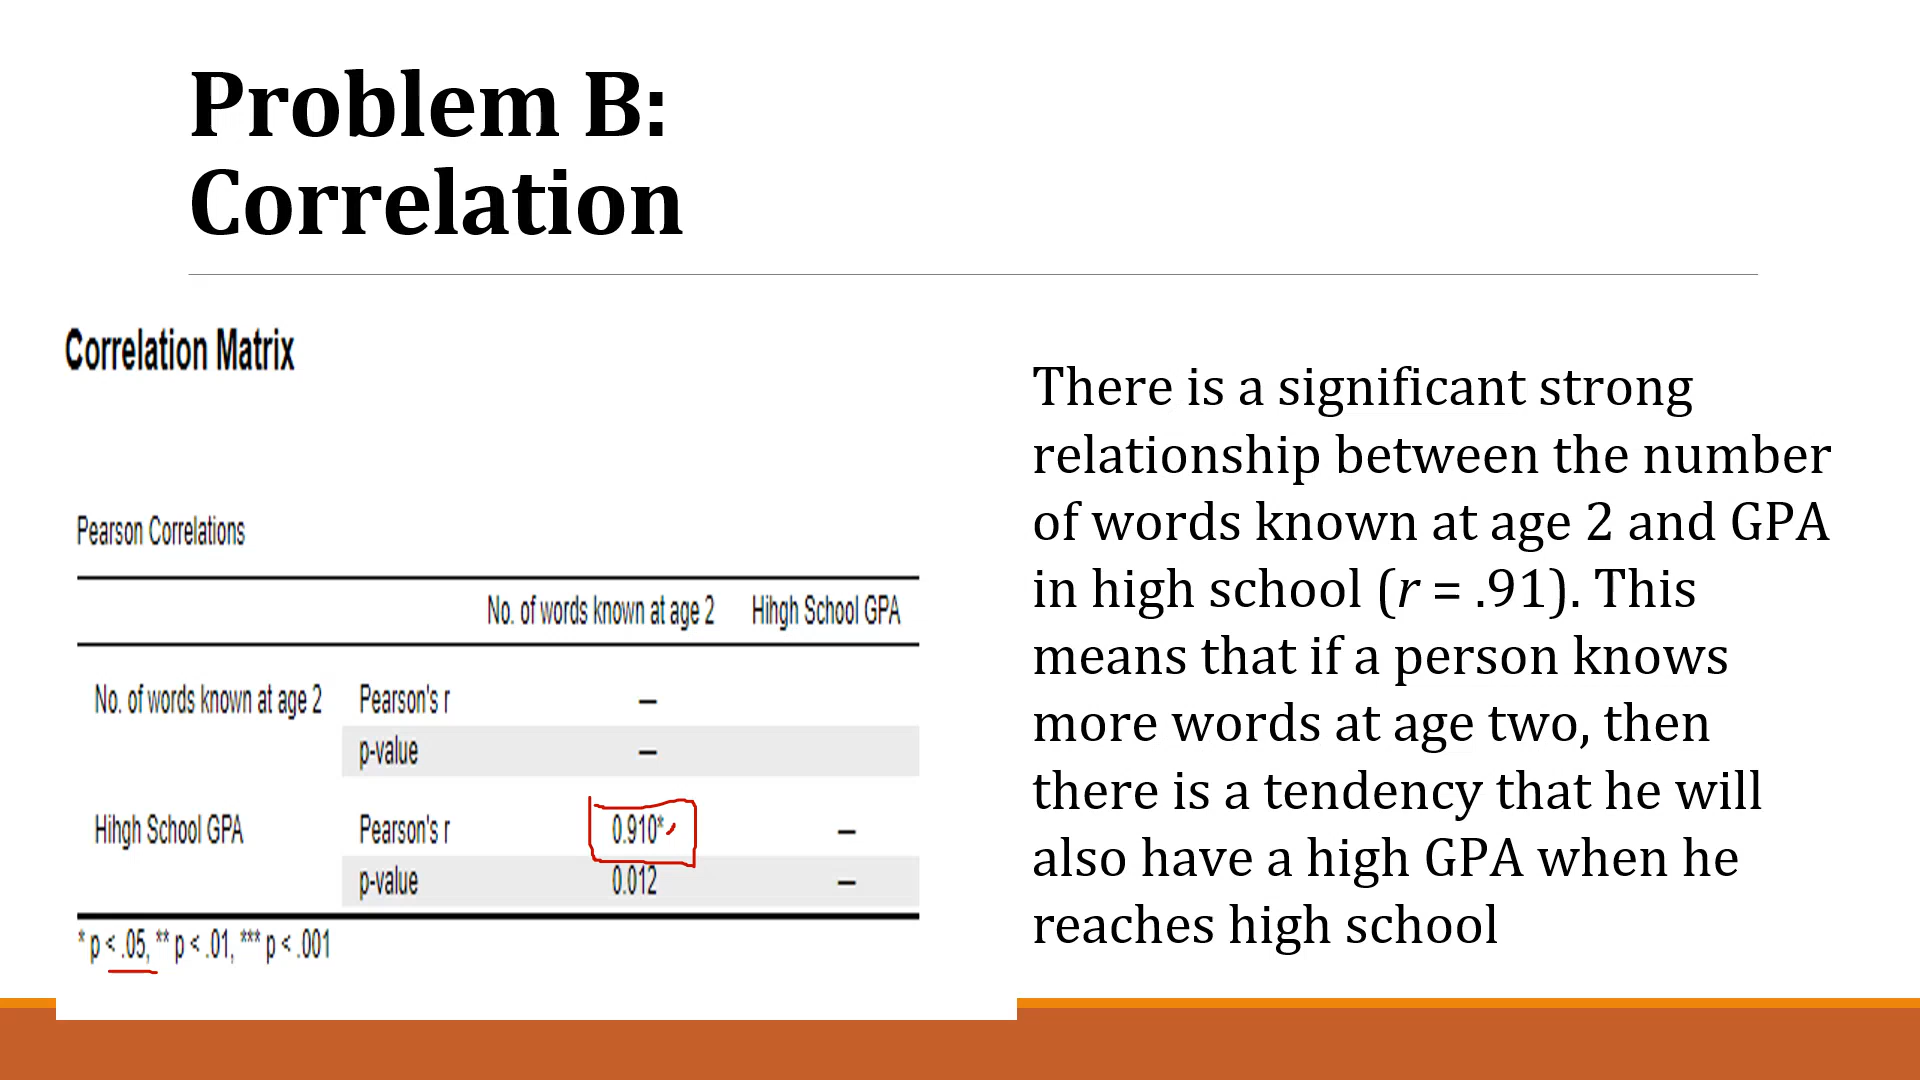 Problem B:
Correlation
Correlation Matrix
Pearson Correlations
No. of words known at age 2 Hihgh School GPA
No. of words known at age 2 Pearson's r —
p-value —
Hihgh School GPA Pearson's r 0.910* —
p-value 0.012 —
* p < .05, ** p < .01, *** p < .001
There is a significant strong
relationship between the number
of words known at age 2 and GPA
in high school (r = .91). This
means that if a person knows
more words at age two, then
there is a tendency that he will
also have a high GPA when he
reaches high school